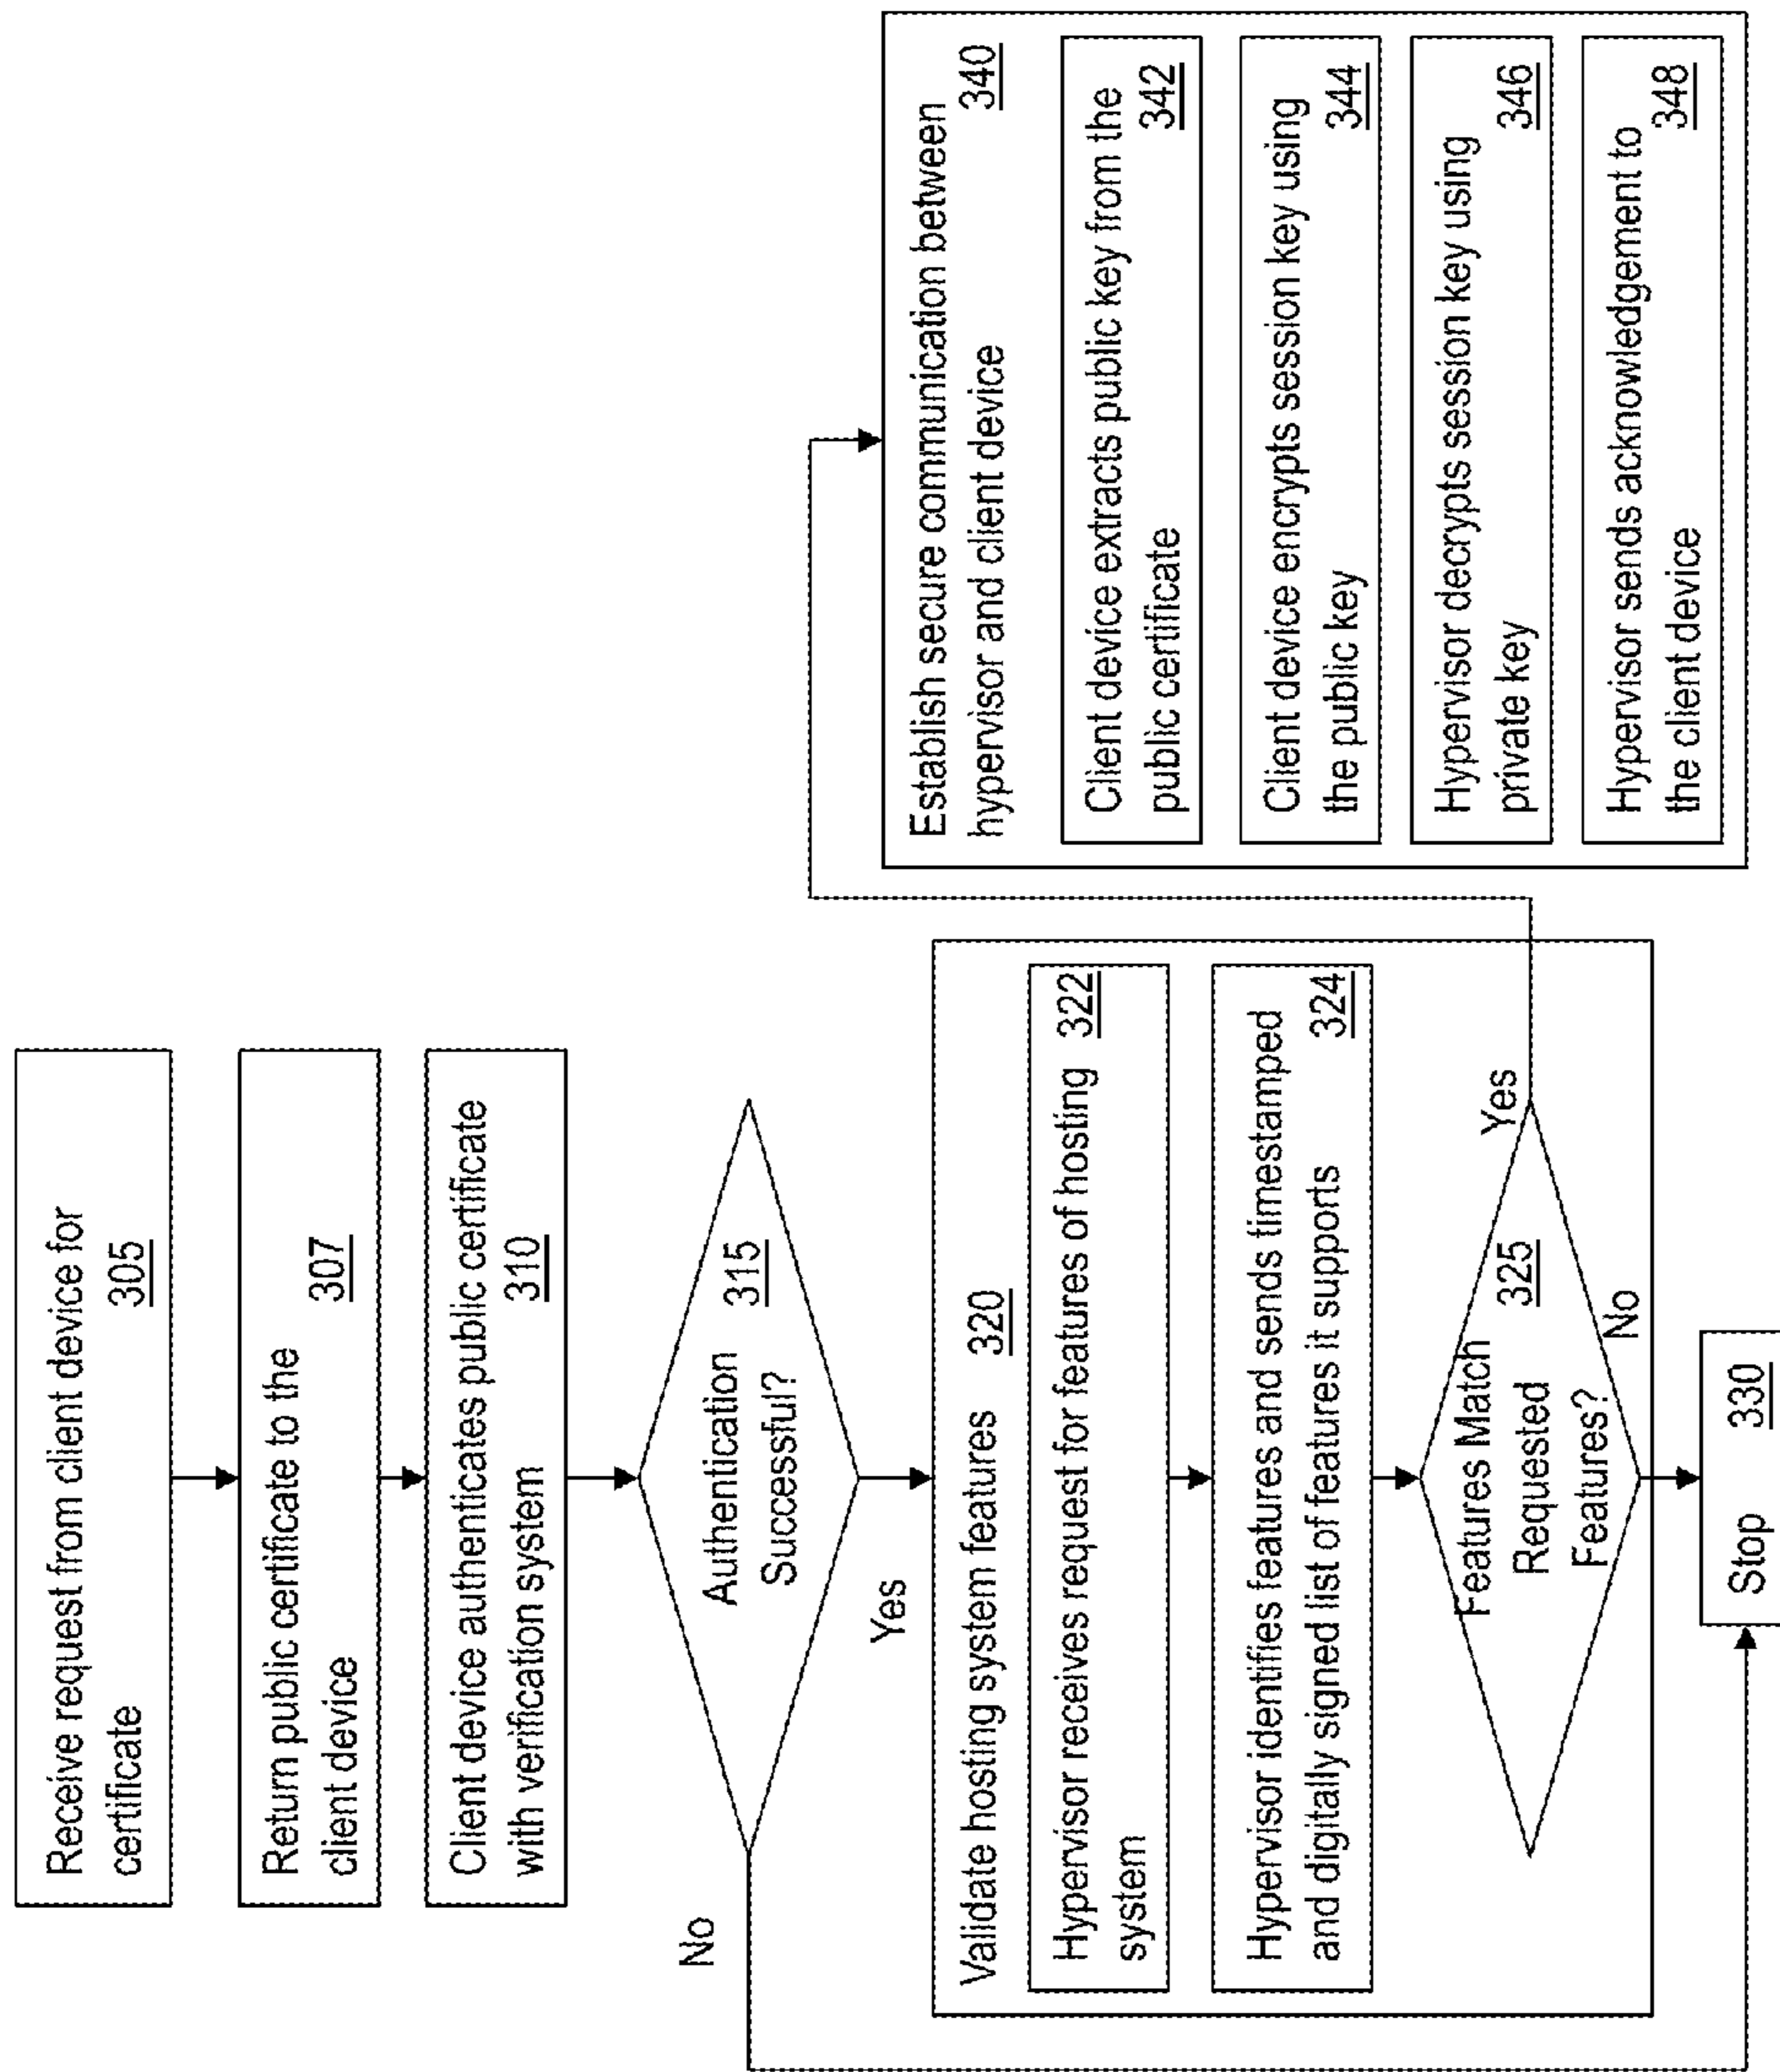 Receive request from client device for
certificate 305
Return public certificate to the
client device 307
Client device authenticates public certificate
with verification system 310
Authentication 315
Successful?
No
Yes
Validate hosting system features 320
Hypervisor receives request for features of hosting 322
system
Hypervisor identifies features and sends timestamped
and digitally signed list of features it supports 324
Features Match 325
Requested
Features?
Yes
No
Stop 330
Establish secure communication between
hypervisor and client device 340
Client device extracts public key from the
public certificate 342
Client device encrypts session key using
the public key 344
Hypervisor decrypts session key using
private key 346
Hypervisor sends acknowledgement to
the client device 348